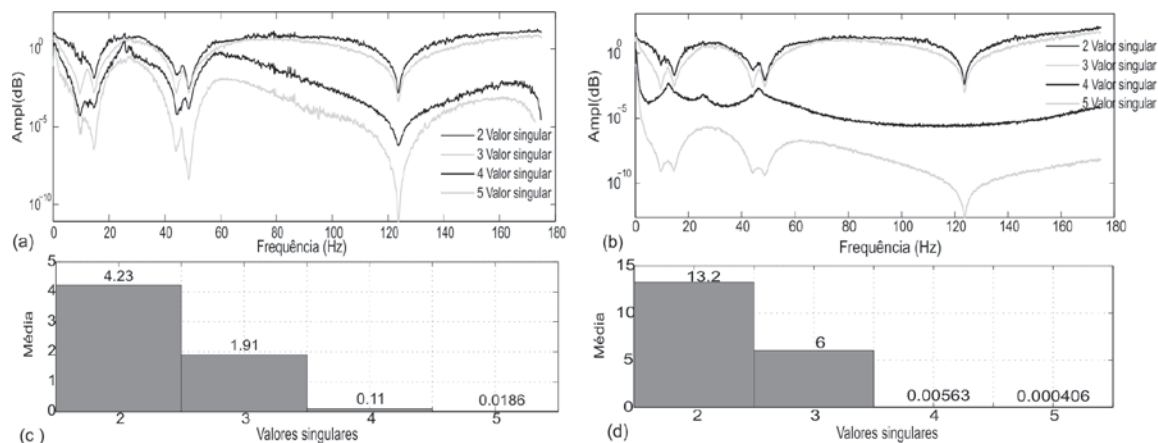 10⁰
10⁻⁵
10⁻¹⁰
Ampl(dB)
2 Valor singular
3 Valor singular
4 Valor singular
5 Valor singular
0 20 40 60 80 100 120 140 160 180
(a) Frequência (Hz)
10⁰
10⁻⁵
10⁻¹⁰
Ampl(dB)
2 Valor singular
3 Valor singular
4 Valor singular
5 Valor singular
0 20 40 60 80 100 120 140 160 180
(b) Frequência (Hz)
5
4
3
2
1
0
Média
4.23
1.91
0.11
0.0186
2 3 4 5
(c) Valores singulares
15
10
5
0
Média
13.2
6
0.00563
0.000406
2 3 4 5
(d) Valores singulares